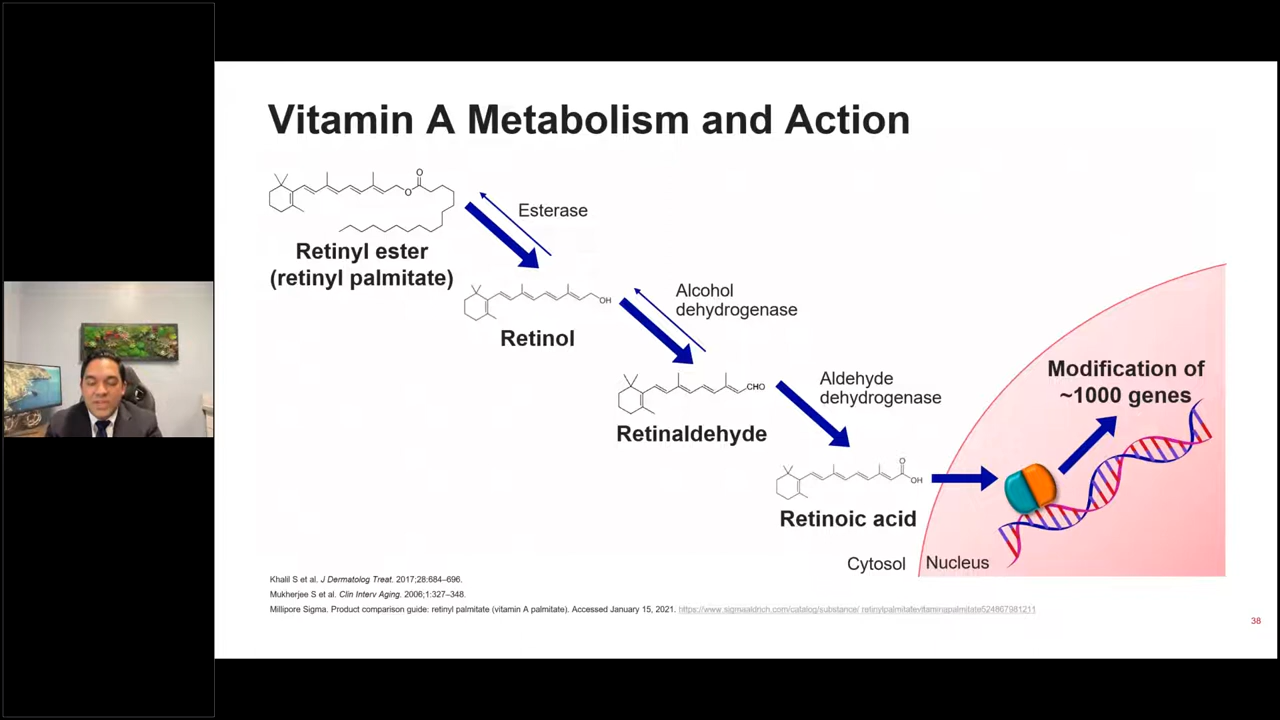 Vitamin A Metabolism and Action
O
O
Retinyl ester
(retinyl palmitate)
Esterase
OH
Retinol
Alcohol
dehydrogenase
CHO
Retinaldehyde
Aldehyde
dehydrogenase
O
OH
Retinoic acid
Modification of
~1000 genes
Cytosol
Nucleus
Khalil S et al. J Dermatolog Treat. 2017;28:684–696.
Mukherjee S et al. Clin Interv Aging. 2006;1:327–348.
Millipore Sigma. Product comparison guide: retinyl palmitate (vitamin A palmitate). Accessed January 15, 2021. https://www.sigmaaldrich.com/catalog/substance/ retinylpalmitatevitaminapalmitate524867981211
38